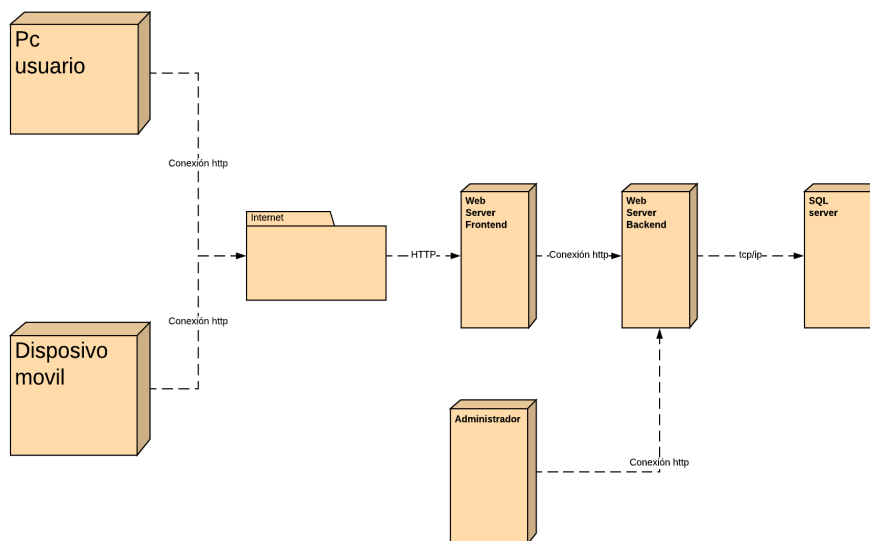 Pc
usuario
Conexión http
Internet
Web
Server
Frontend
Web
Server
Backend
SQL
server
HTTP
Conexión http
tcp/ip
Conexión http
Disposivo
movil
Administrador
Conexión http